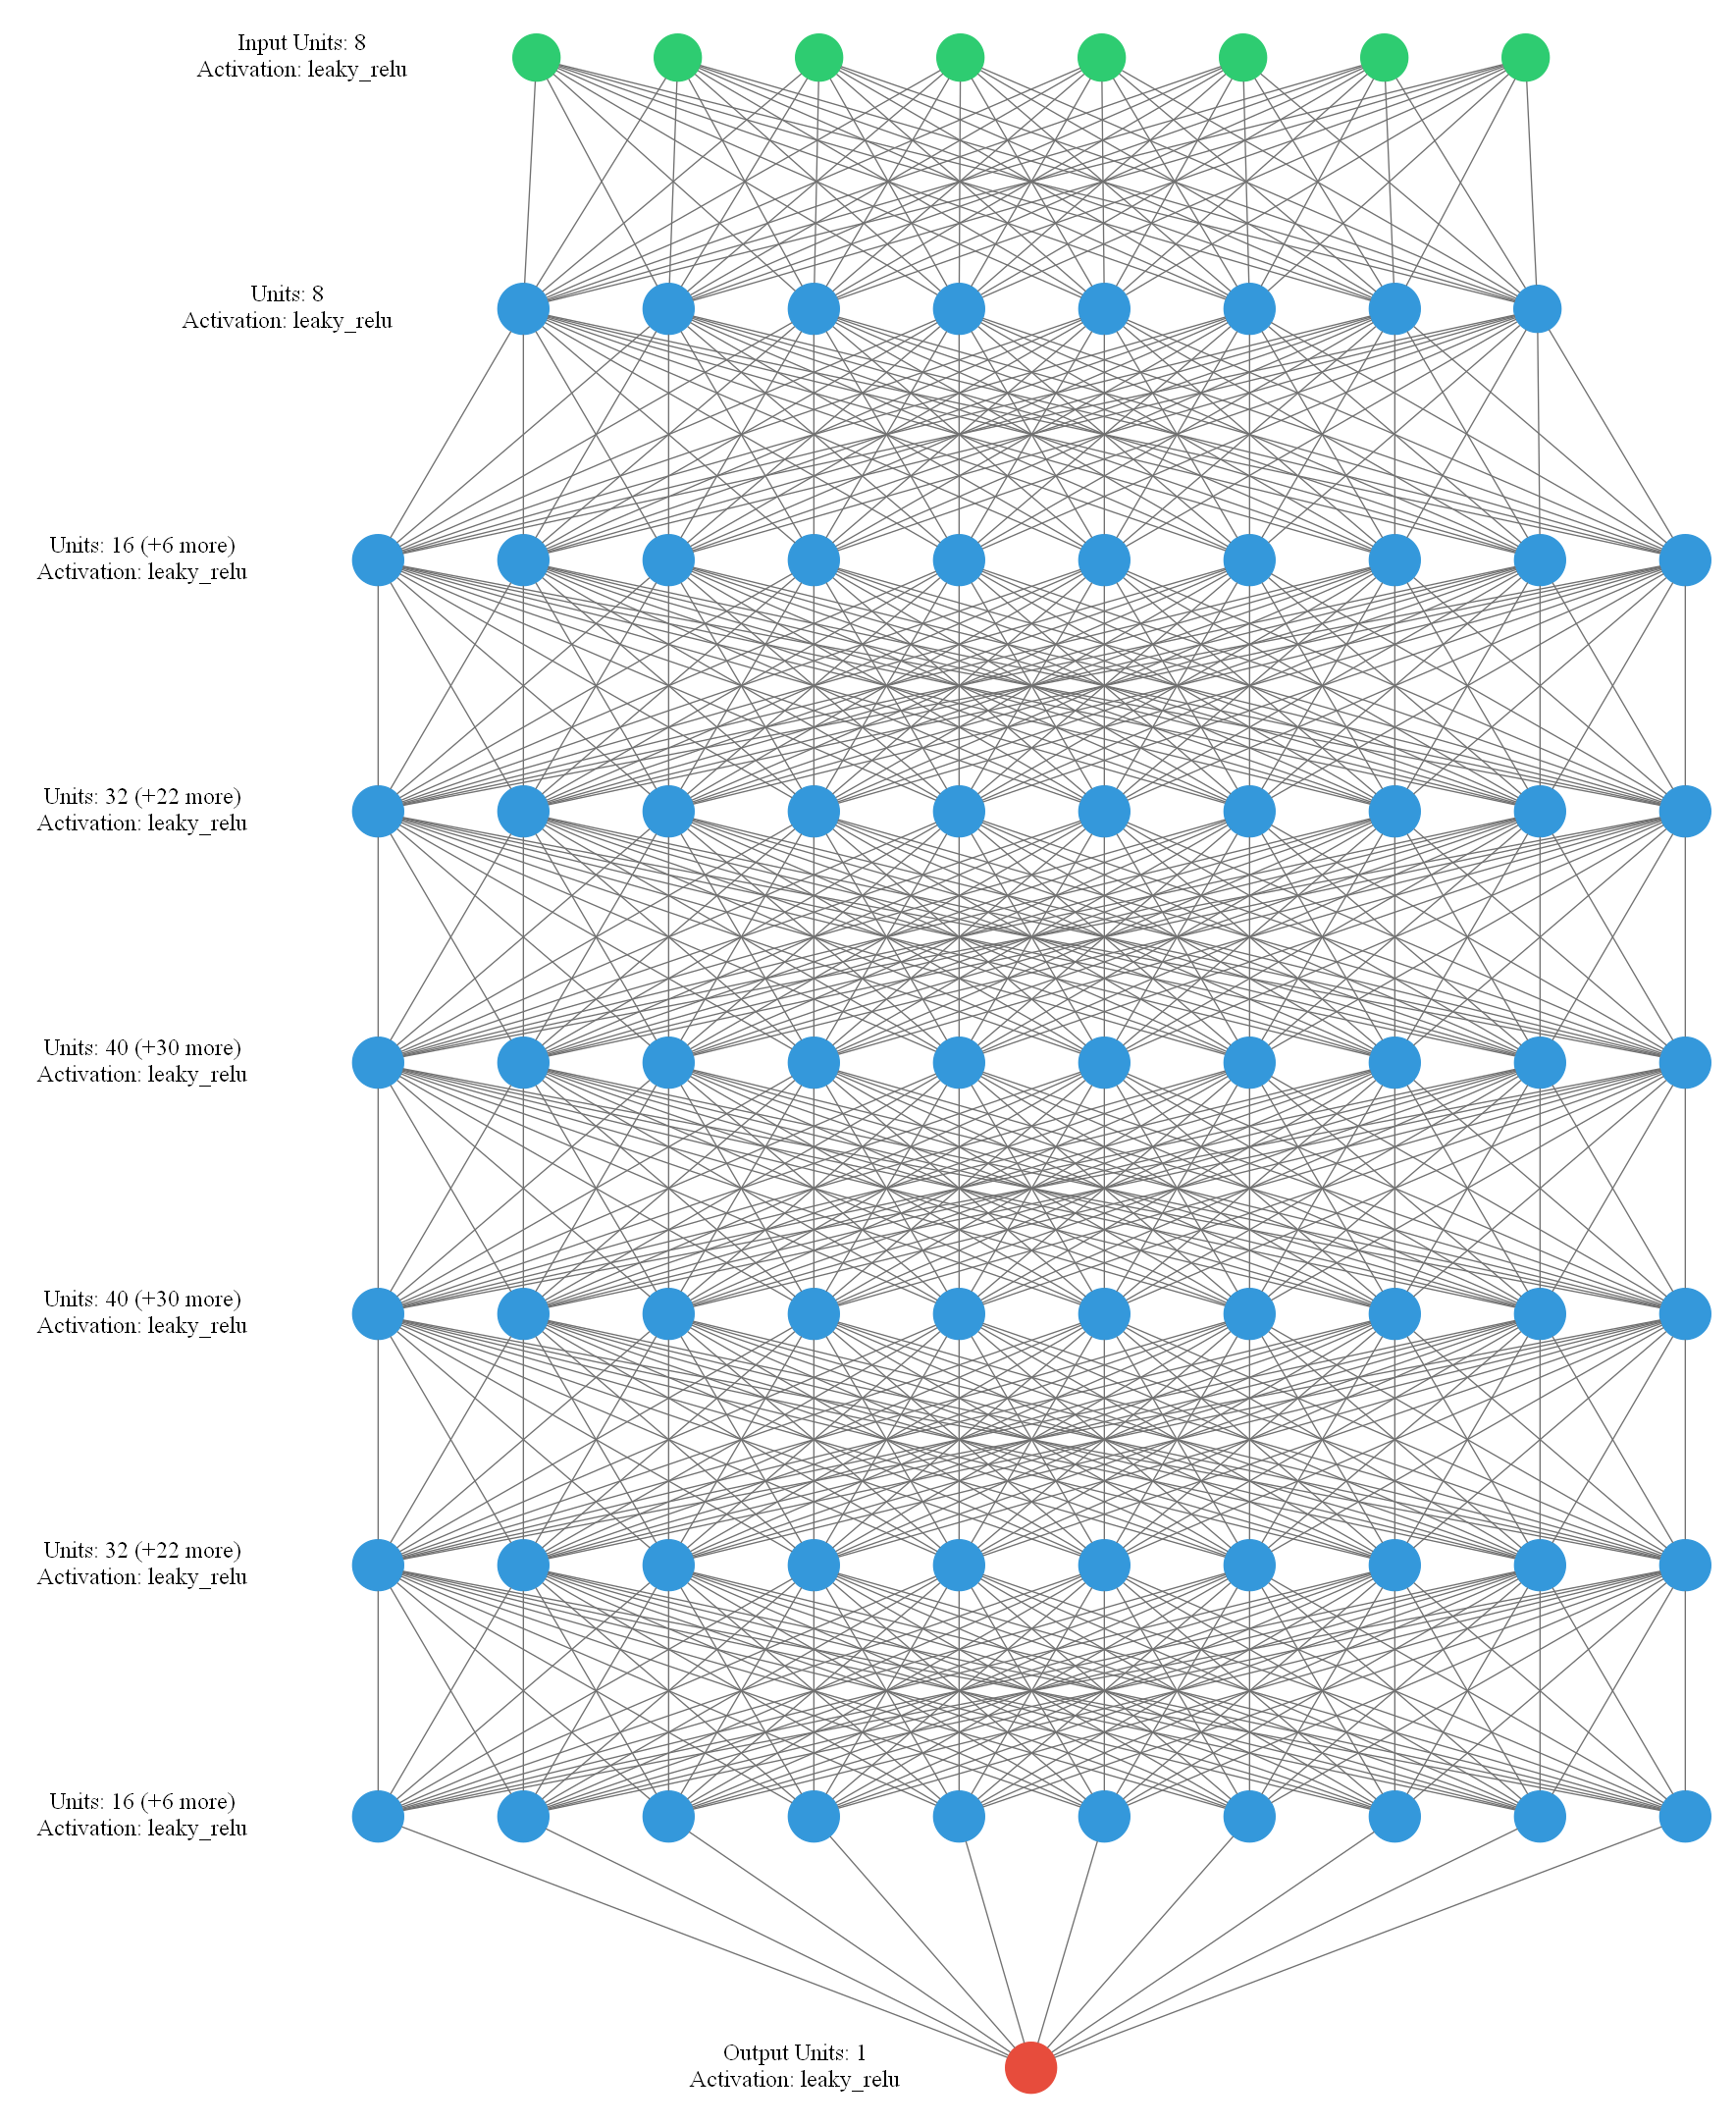 Input Units: 8
Activation: leaky_relu
Units: 8
Activation: leaky_relu
Units: 16 (+6 more)
Activation: leaky_relu
Units: 32 (+22 more)
Activation: leaky_relu
Units: 40 (+30 more)
Activation: leaky_relu
Units: 40 (+30 more)
Activation: leaky_relu
Units: 32 (+22 more)
Activation: leaky_relu
Units: 16 (+6 more)
Activation: leaky_relu
Output Units: 1
Activation: leaky_relu